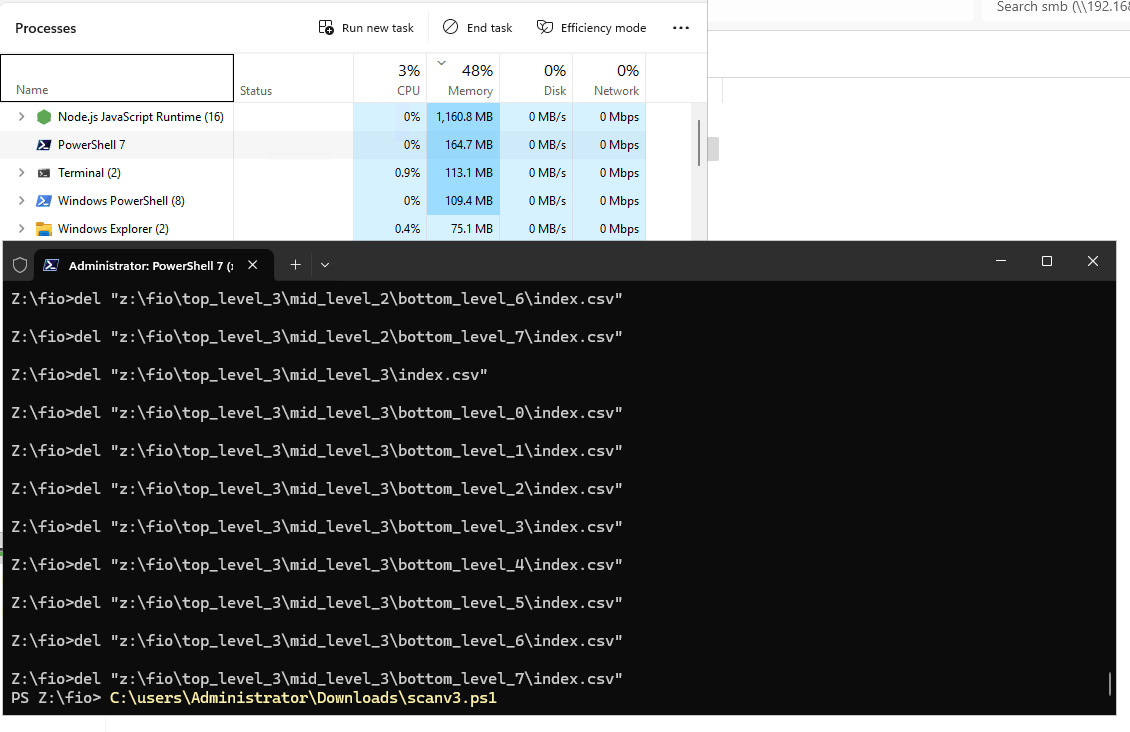 Search smb (\\192.168
Processes
Run new task
End task
Efficiency mode
3% 48% 0% 0%
Name Status CPU Memory Disk Network
Node.js JavaScript Runtime (16) 0% 1,160.8 MB 0 MB/s 0 Mbps
PowerShell 7 0% 164.7 MB 0 MB/s 0 Mbps
Terminal (2) 0.9% 113.1 MB 0 MB/s 0 Mbps
Windows PowerShell (8) 0% 109.4 MB 0 MB/s 0 Mbps
Windows Explorer (2) 0.4% 75.1 MB 0 MB/s 0 Mbps
Administrator: PowerShell 7 (
Z:\fio>del "z:\fio\top_level_3\mid_level_2\bottom_level_6\index.csv"
Z:\fio>del "z:\fio\top_level_3\mid_level_2\bottom_level_7\index.csv"
Z:\fio>del "z:\fio\top_level_3\mid_level_3\index.csv"
Z:\fio>del "z:\fio\top_level_3\mid_level_3\bottom_level_0\index.csv"
Z:\fio>del "z:\fio\top_level_3\mid_level_3\bottom_level_1\index.csv"
Z:\fio>del "z:\fio\top_level_3\mid_level_3\bottom_level_2\index.csv"
Z:\fio>del "z:\fio\top_level_3\mid_level_3\bottom_level_3\index.csv"
Z:\fio>del "z:\fio\top_level_3\mid_level_3\bottom_level_4\index.csv"
Z:\fio>del "z:\fio\top_level_3\mid_level_3\bottom_level_5\index.csv"
Z:\fio>del "z:\fio\top_level_3\mid_level_3\bottom_level_6\index.csv"
Z:\fio>del "z:\fio\top_level_3\mid_level_3\bottom_level_7\index.csv"
PS Z:\fio> C:\users\Administrator\Downloads\scanv3.ps1